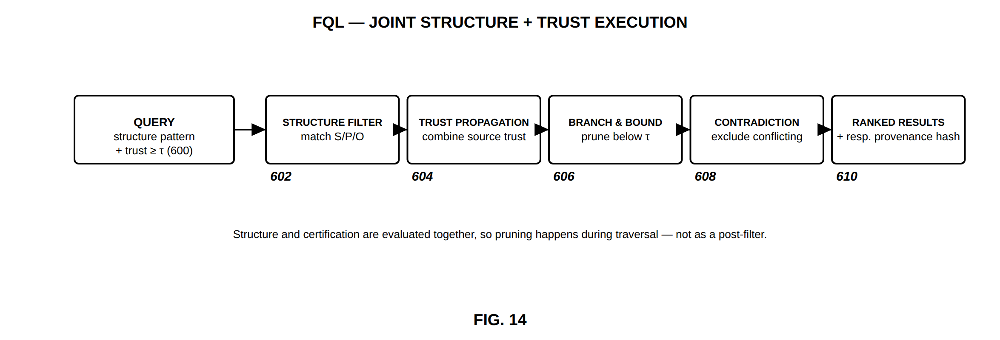 FQL — JOINT STRUCTURE + TRUST EXECUTION
QUERY
structure pattern
+ trust ≥ τ (600)
STRUCTURE FILTER
match S/P/O
602
TRUST PROPAGATION
combine source trust
604
BRANCH & BOUND
prune below τ
606
CONTRADICTION
exclude conflicting
608
RANKED RESULTS
+ resp. provenance hash
610
Structure and certification are evaluated together, so pruning happens during traversal — not as a post-filter.
FIG. 14